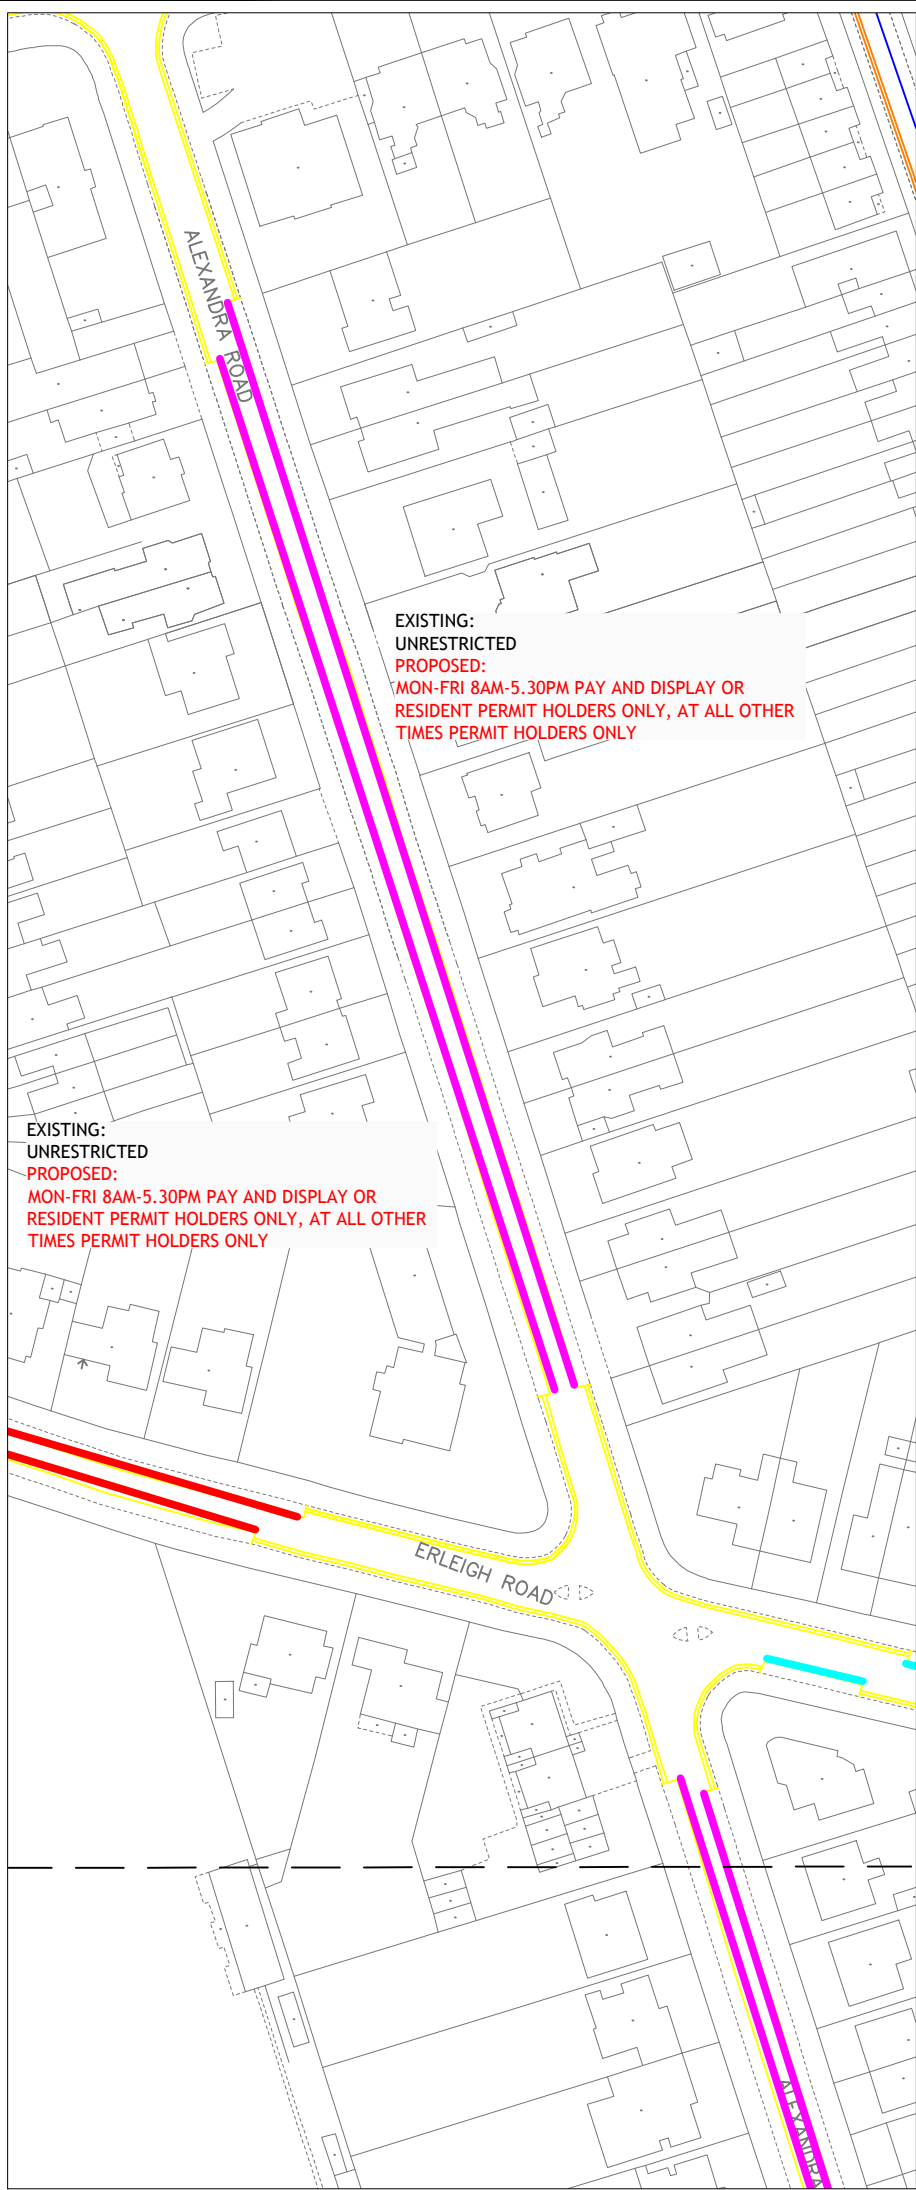 ALEXANDRA ROAD
EXISTING:
UNRESTRICTED
PROPOSED:
MON-FRI 8AM-5.30PM PAY AND DISPLAY OR
RESIDENT PERMIT HOLDERS ONLY, AT ALL OTHER
TIMES PERMIT HOLDERS ONLY
EXISTING:
UNRESTRICTED
PROPOSED:
MON-FRI 8AM-5.30PM PAY AND DISPLAY OR
RESIDENT PERMIT HOLDERS ONLY, AT ALL OTHER
TIMES PERMIT HOLDERS ONLY
ERLEIGH ROAD
ALEXANDRA